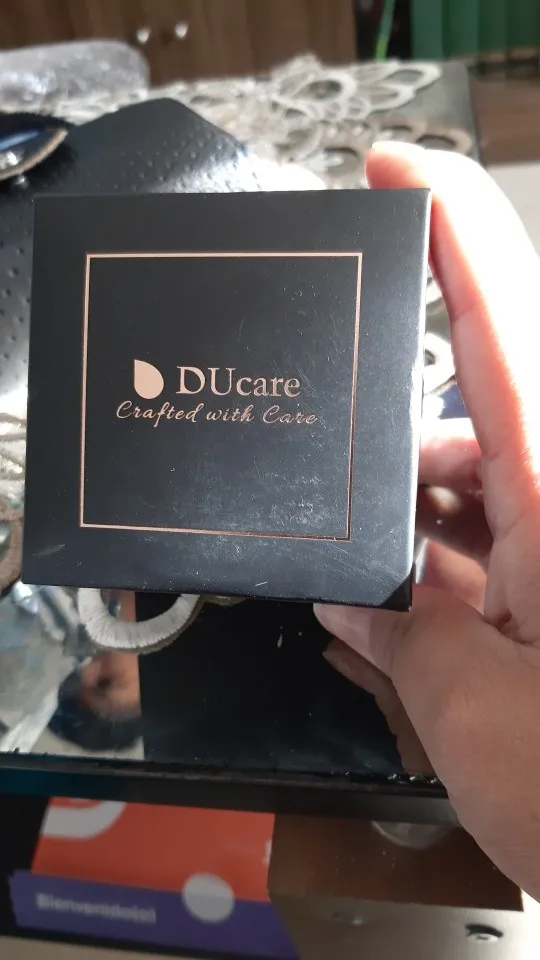 DUcare
Crafted with Care
Bienvenido(s)